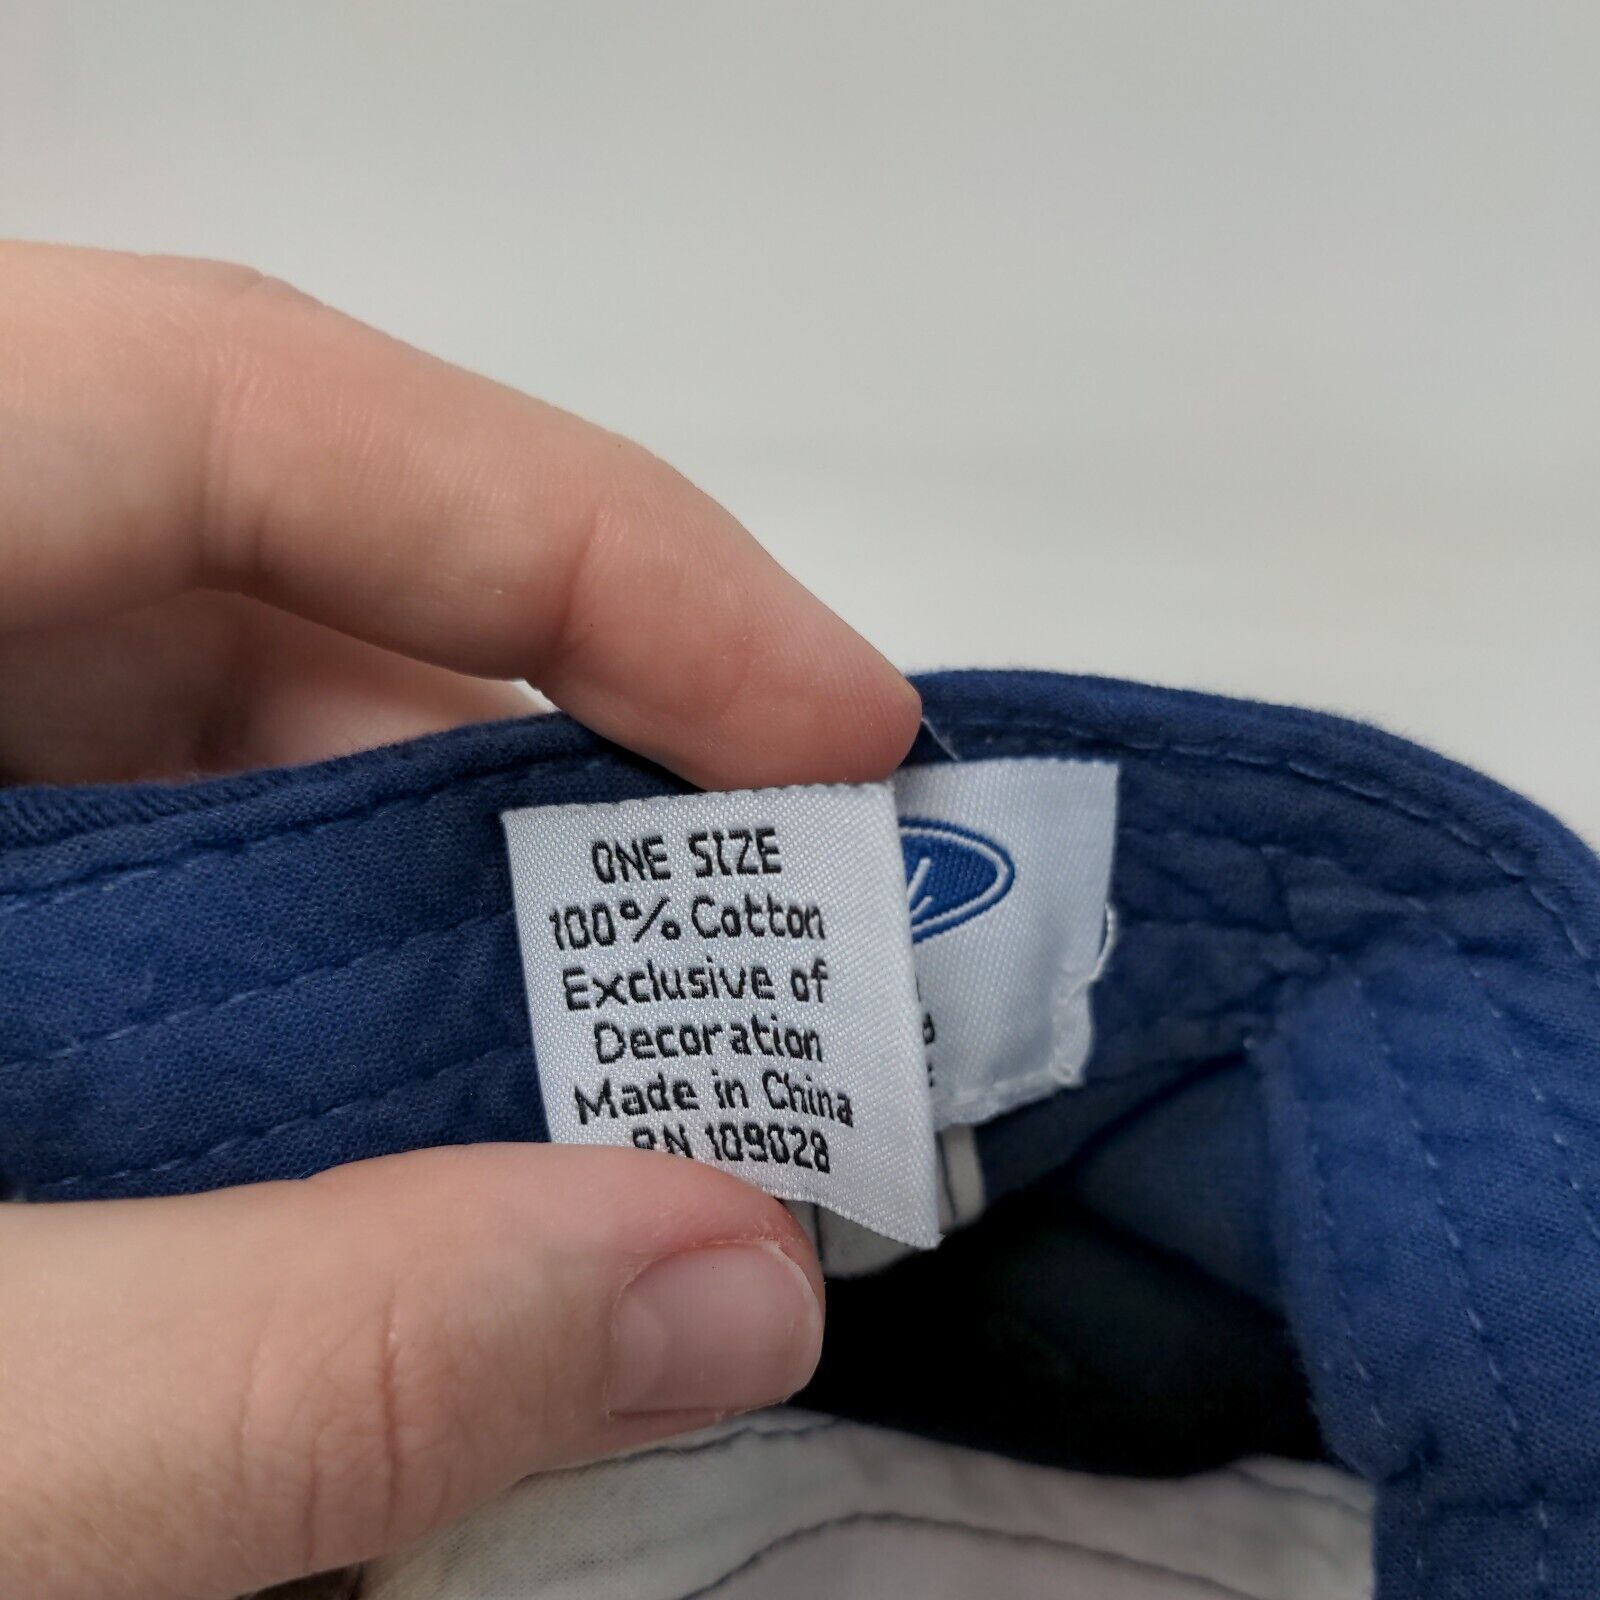 ONE SIZE
100% Cotton
Exclusive of
Decoration
Made in China
RN 109028